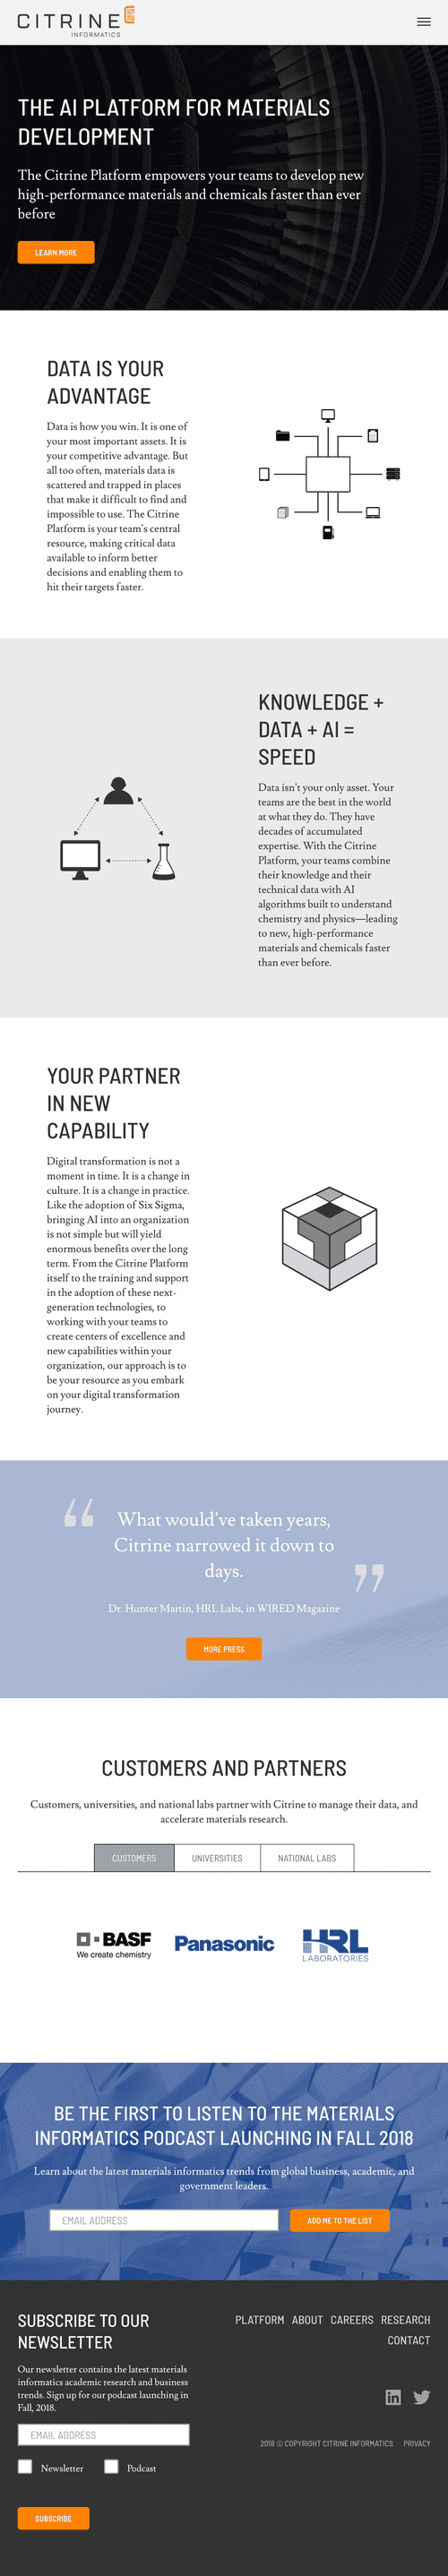 CITRINE
INFORMATICS
THE AI PLATFORM FOR MATERIALS
DEVELOPMENT
The Citrine Platform empowers your teams to develop new
high-performance materials and chemicals faster than ever
before
LEARN MORE
DATA IS YOUR
ADVANTAGE
Data is how you win. It is one of
your most important assets. It is
your competitive advantage. But
all too often, materials data is
scattered and trapped in places
that make it difficult to find and
impossible to use. The Citrine
Platform is your team's central
resource, making critical data
available to inform better
decisions and enabling them to
hit their targets faster.
KNOWLEDGE +
DATA + AI =
SPEED
Data isn't your only asset. Your
teams are the best in the world
at what they do. They have
decades of accumulated
expertise. With the Citrine
Platform, your teams combine
their knowledge and their
technical data with AI
algorithms built to understand
chemistry and physics—leading
to new, high-performance
materials and chemicals faster
than ever before.
YOUR PARTNER
IN NEW
CAPABILITY
Digital transformation is not a
moment in time. It is a change in
culture. It is a change in practice.
Like the adoption of Six Sigma,
bringing AI into an organization
is not simple but will yield
enormous benefits over the long
term. From the Citrine Platform
itself to the training and support
in the adoption of these next-
generation technologies, to
working with your teams to
create centers of excellence and
new capabilities within your
organization, our approach is to
be your resource as you embark
on your digital transformation
journey.
“ What would've taken years,
Citrine narrowed it down to
days. ”
Dr. Hunter Martin, HRL Labs, in WIRED Magazine
MORE PRESS
CUSTOMERS AND PARTNERS
Customers, universities, and national labs partner with Citrine to manage their data, and
accelerate materials research.
CUSTOMERS UNIVERSITIES NATIONAL LABS
BASF
We create chemistry
Panasonic
HRL
LABORATORIES
BE THE FIRST TO LISTEN TO THE MATERIALS
INFORMATICS PODCAST LAUNCHING IN FALL 2018
Learn about the latest materials informatics trends from global business, academic, and
government leaders.
EMAIL ADDRESS ADD ME TO THE LIST
SUBSCRIBE TO OUR
NEWSLETTER
Our newsletter contains the latest materials
informatics academic research and business
trends. Sign up for our podcast launching in
Fall, 2018.
EMAIL ADDRESS
Newsletter Podcast
SUBSCRIBE
PLATFORM ABOUT CAREERS RESEARCH
CONTACT
2018 © COPYRIGHT CITRINE INFORMATICS PRIVACY